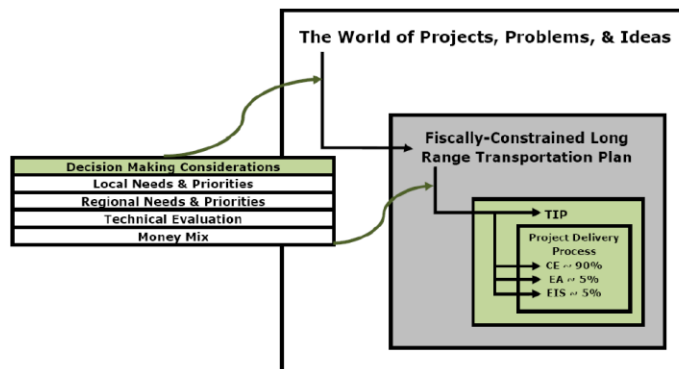 The World of Projects, Problems, & Ideas
Fiscally-Constrained Long
Range Transportation Plan
Decision Making Considerations
Local Needs & Priorities
Regional Needs & Priorities
Technical Evaluation
Money Mix
TIP
Project Delivery
Process
CE ~ 90%
EA ~ 5%
EIS ~ 5%